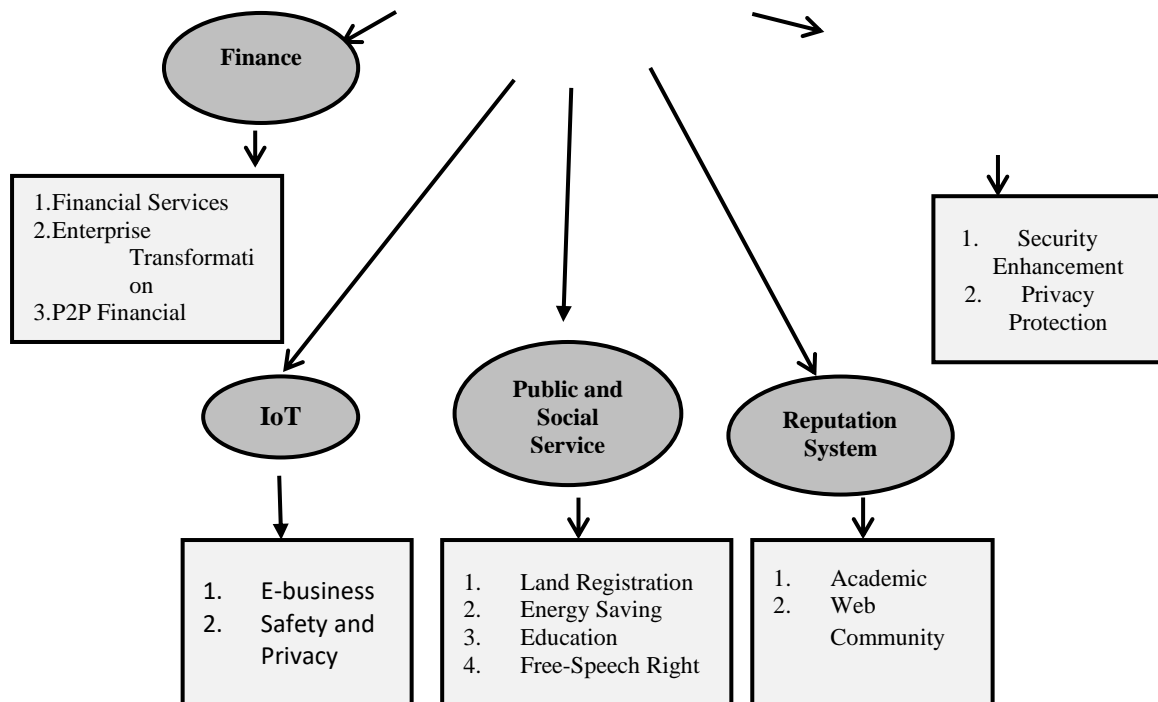 Finance
1.Financial Services
2.Enterprise
Transformati
on
3.P2P Financial
1. Security
Enhancement
2. Privacy
Protection
IoT
Public and
Social
Service
Reputation
System
1. E-business
2. Safety and
Privacy
1. Land Registration
2. Energy Saving
3. Education
4. Free-Speech Right
1. Academic
2. Web
Community